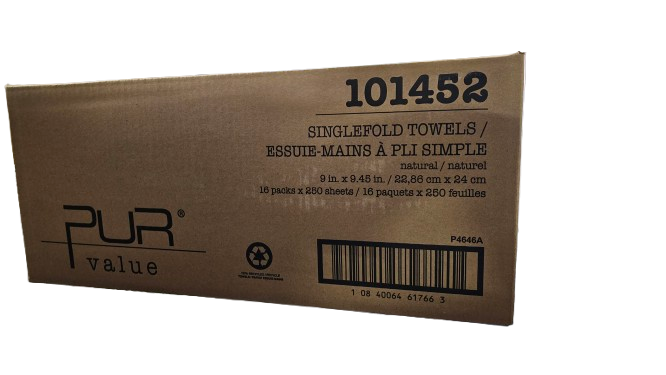 101452
SINGLEFOLD TOWELS /
ESSUIE-MAINS À PLI SIMPLE
natural / naturel
9 in. x 9.45 in. / 22,86 cm x 24 cm
16 packs x 250 sheets / 16 paquets x 250 feuilles
PUR®
value
P4646A
1 08 40064 61766 3